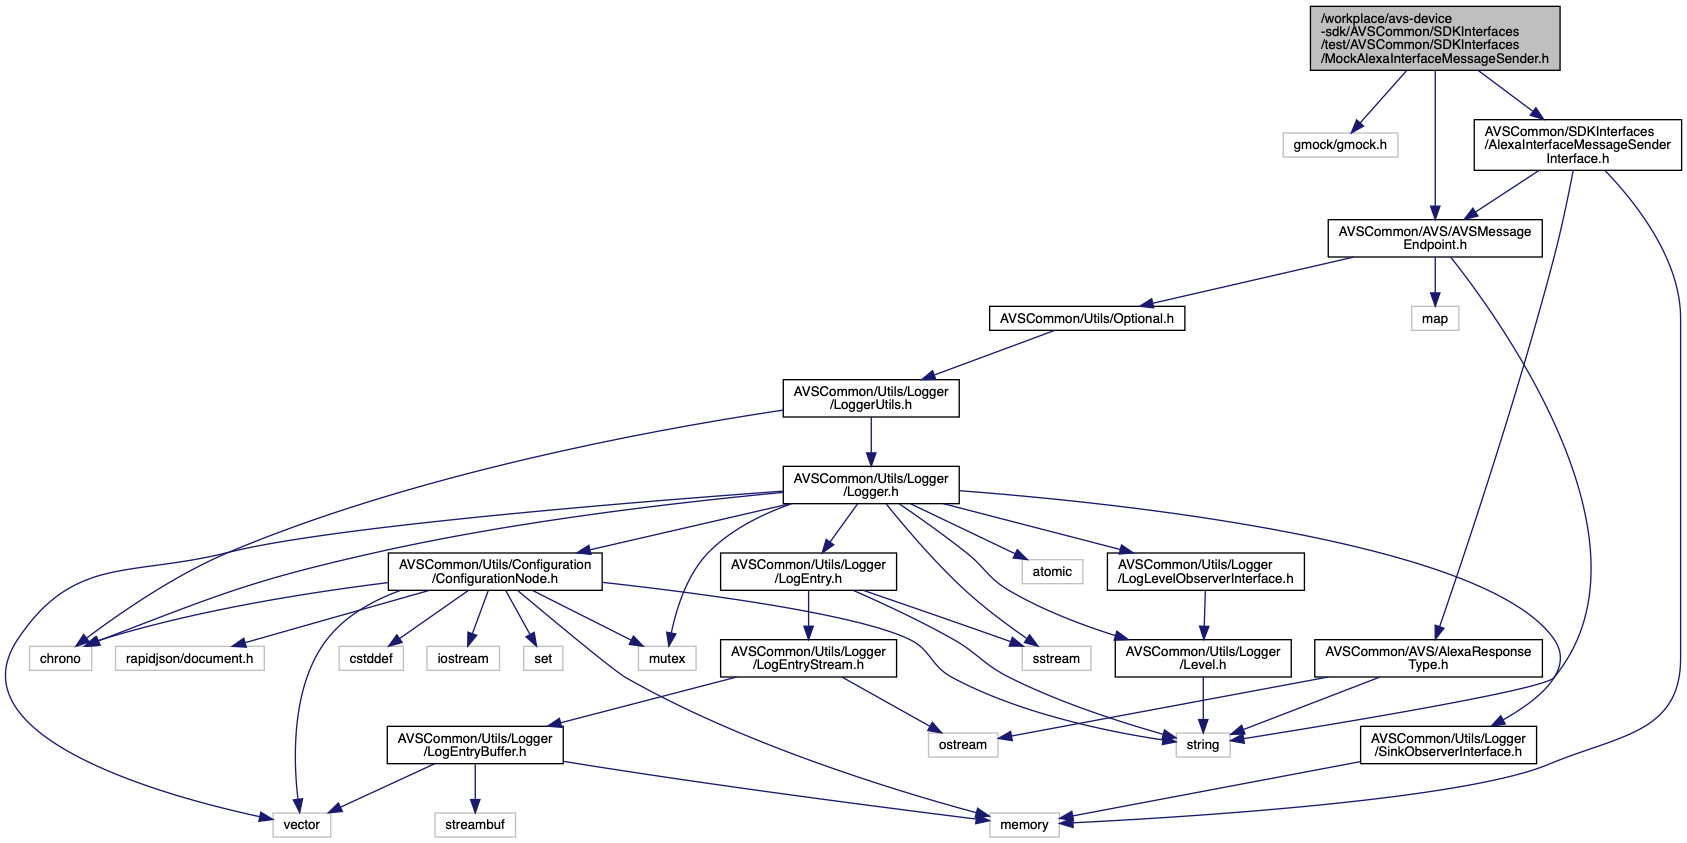 /workplace/avs-device
-sdk/AVSCommon/SDKInterfaces
/test/AVSCommon/SDKInterfaces
/MockAlexaInterfaceMessageSender.h
gmock/gmock.h
AVSCommon/SDKInterfaces
/AlexaInterfaceMessageSender
Interface.h
AVSCommon/AVS/AVSMessage
Endpoint.h
AVSCommon/Utils/Optional.h
map
AVSCommon/Utils/Logger
/LoggerUtils.h
AVSCommon/Utils/Logger
/Logger.h
AVSCommon/Utils/Configuration
/ConfigurationNode.h
AVSCommon/Utils/Logger
/LogEntry.h
atomic
AVSCommon/Utils/Logger
/LogLevelObserverInterface.h
chrono
rapidjson/document.h
cstddef
iostream
set
mutex
AVSCommon/Utils/Logger
/LogEntryStream.h
sstream
AVSCommon/Utils/Logger
/Level.h
AVSCommon/AVS/AlexaResponse
Type.h
AVSCommon/Utils/Logger
/LogEntryBuffer.h
ostream
string
AVSCommon/Utils/Logger
/SinkObserverInterface.h
vector
streambuf
memory